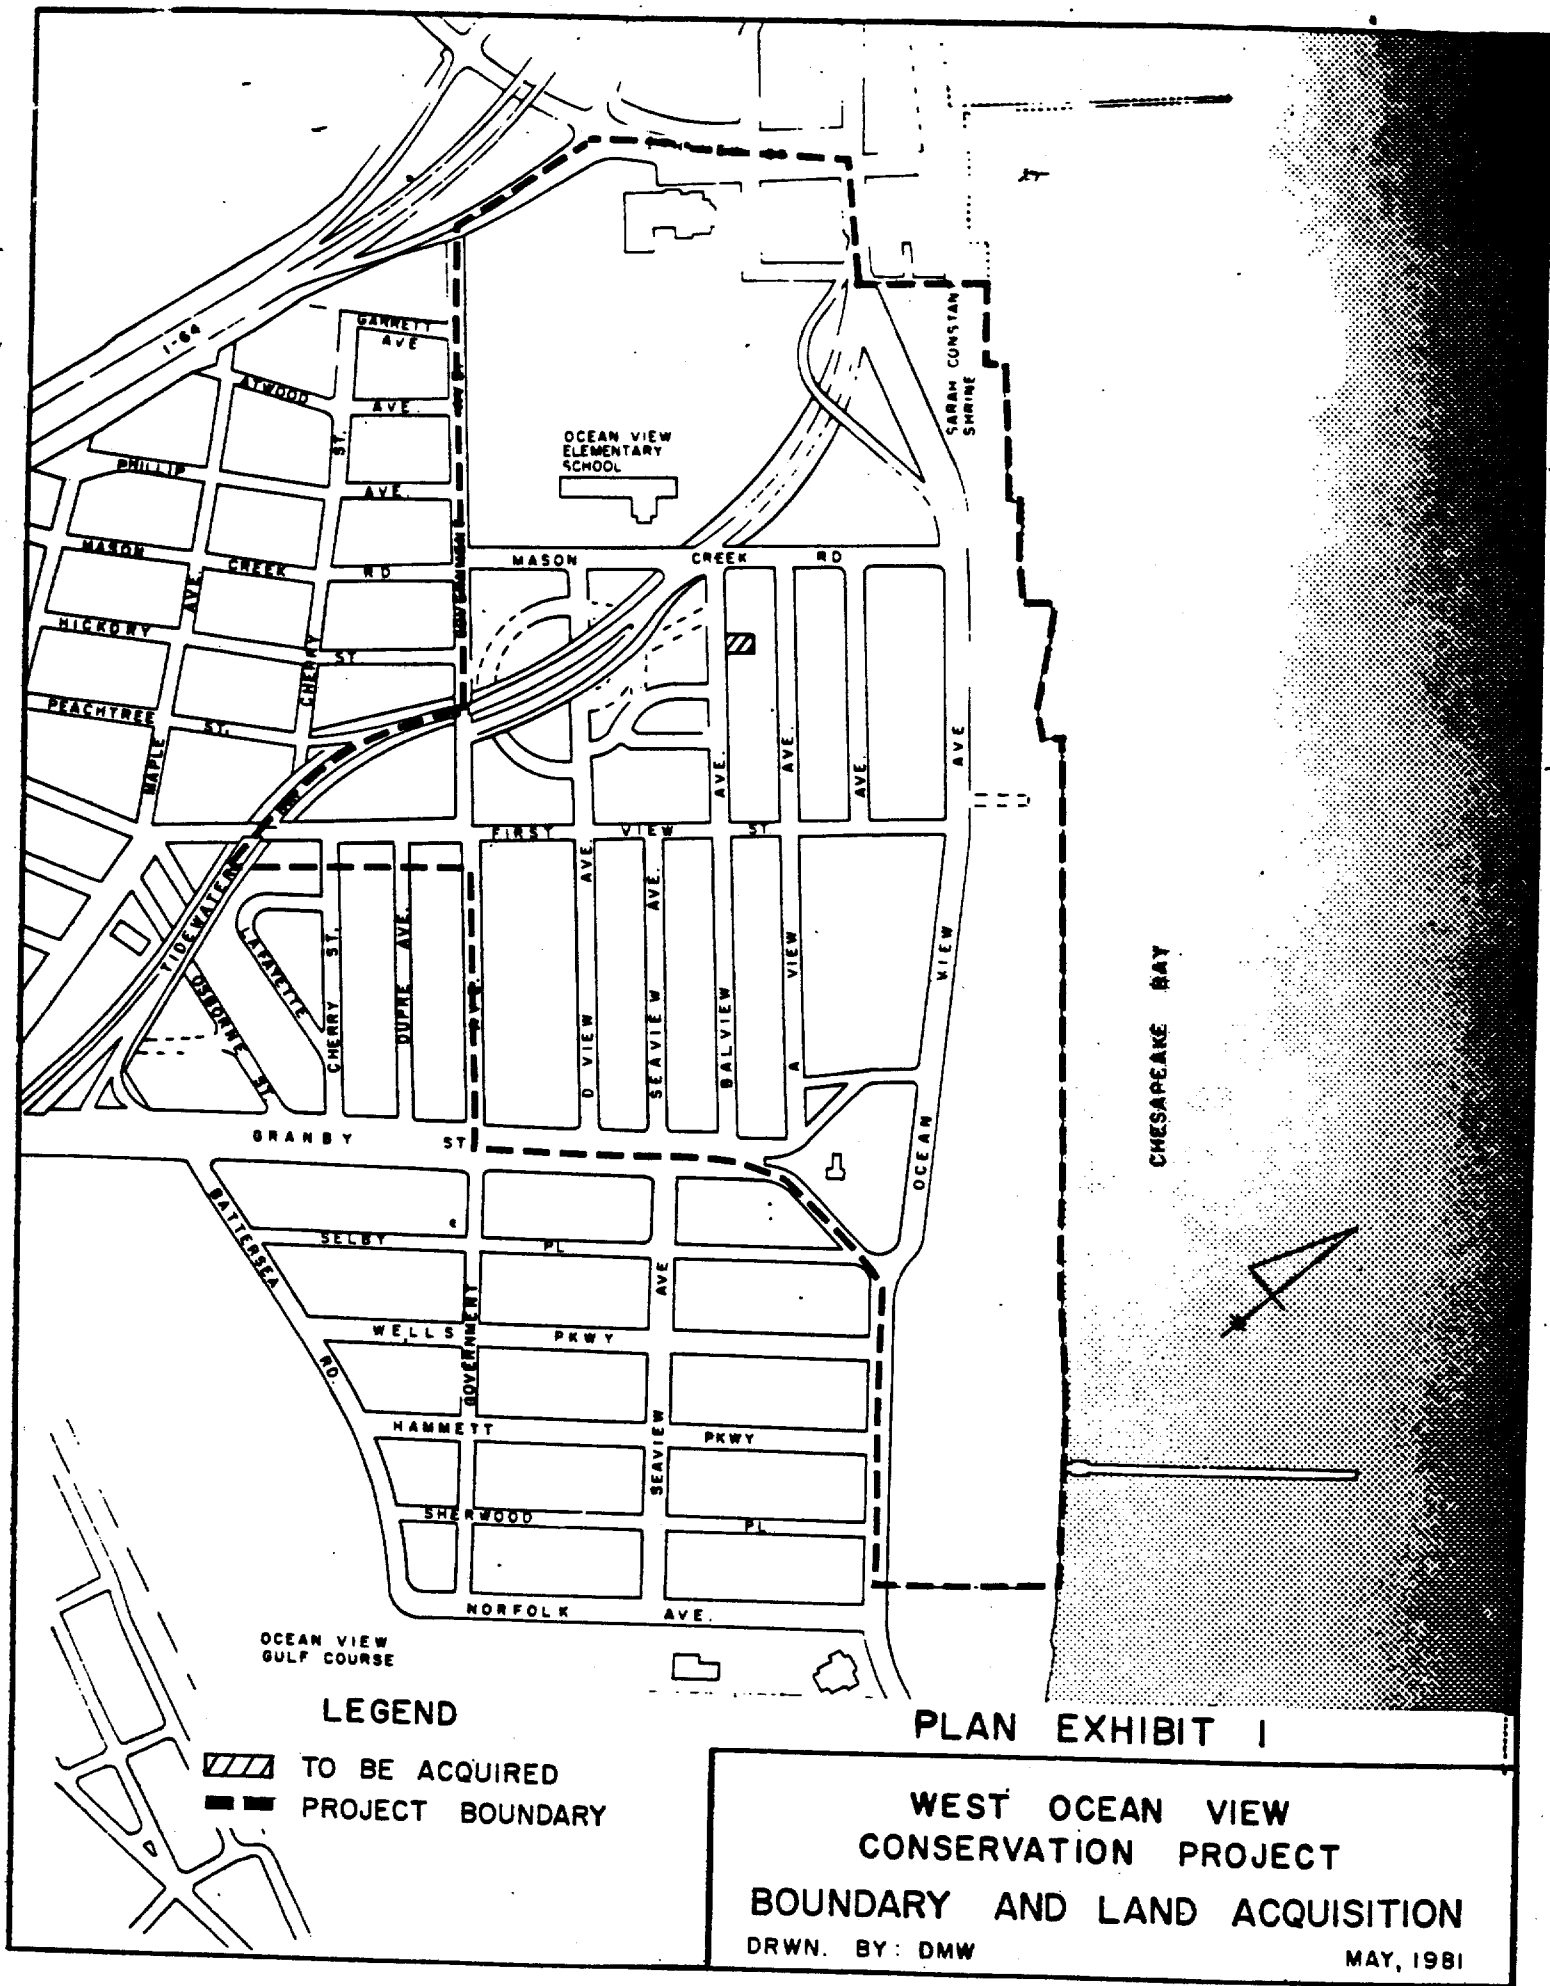 I-64
GARRETT
AVE
ATWOOD
AVE
ST.
PHILLIP
AVE.
MASON
CREEK
RD
AVE.
HICKORY
ST
CHERRY
PEACHTREE
ST.
MAPLE
OCEAN VIEW
ELEMENTARY
SCHOOL
SARAH CONSTAN
SHRINE
MASON
CREEK
RD
AVE.
AVE.
AVE.
AVE
FIRST
VIEW
ST
TIDEWATER
LAFAYETTE
OSBORNE
ST.
CHERRY ST.
DUPRE AVE.
D VIEW
AVE.
SEAVIEW
AVE.
BALVIEW
A VIEW
OCEAN
VIEW
CHESAPEAKE BAY
GRANBY
ST
BATTERSEA
RD.
SELBY
PL
AVE
WELLS
PKWY
GOVERNMENT
HAMMETT
PKWY
SEAVIEW
SHERWOOD
PL
NORFOLK
AVE.
OCEAN VIEW
GULF COURSE
LEGEND
TO BE ACQUIRED
PROJECT BOUNDARY
PLAN EXHIBIT 1
WEST OCEAN VIEW
CONSERVATION PROJECT
BOUNDARY AND LAND ACQUISITION
DRWN. BY: DMW
MAY, 1981